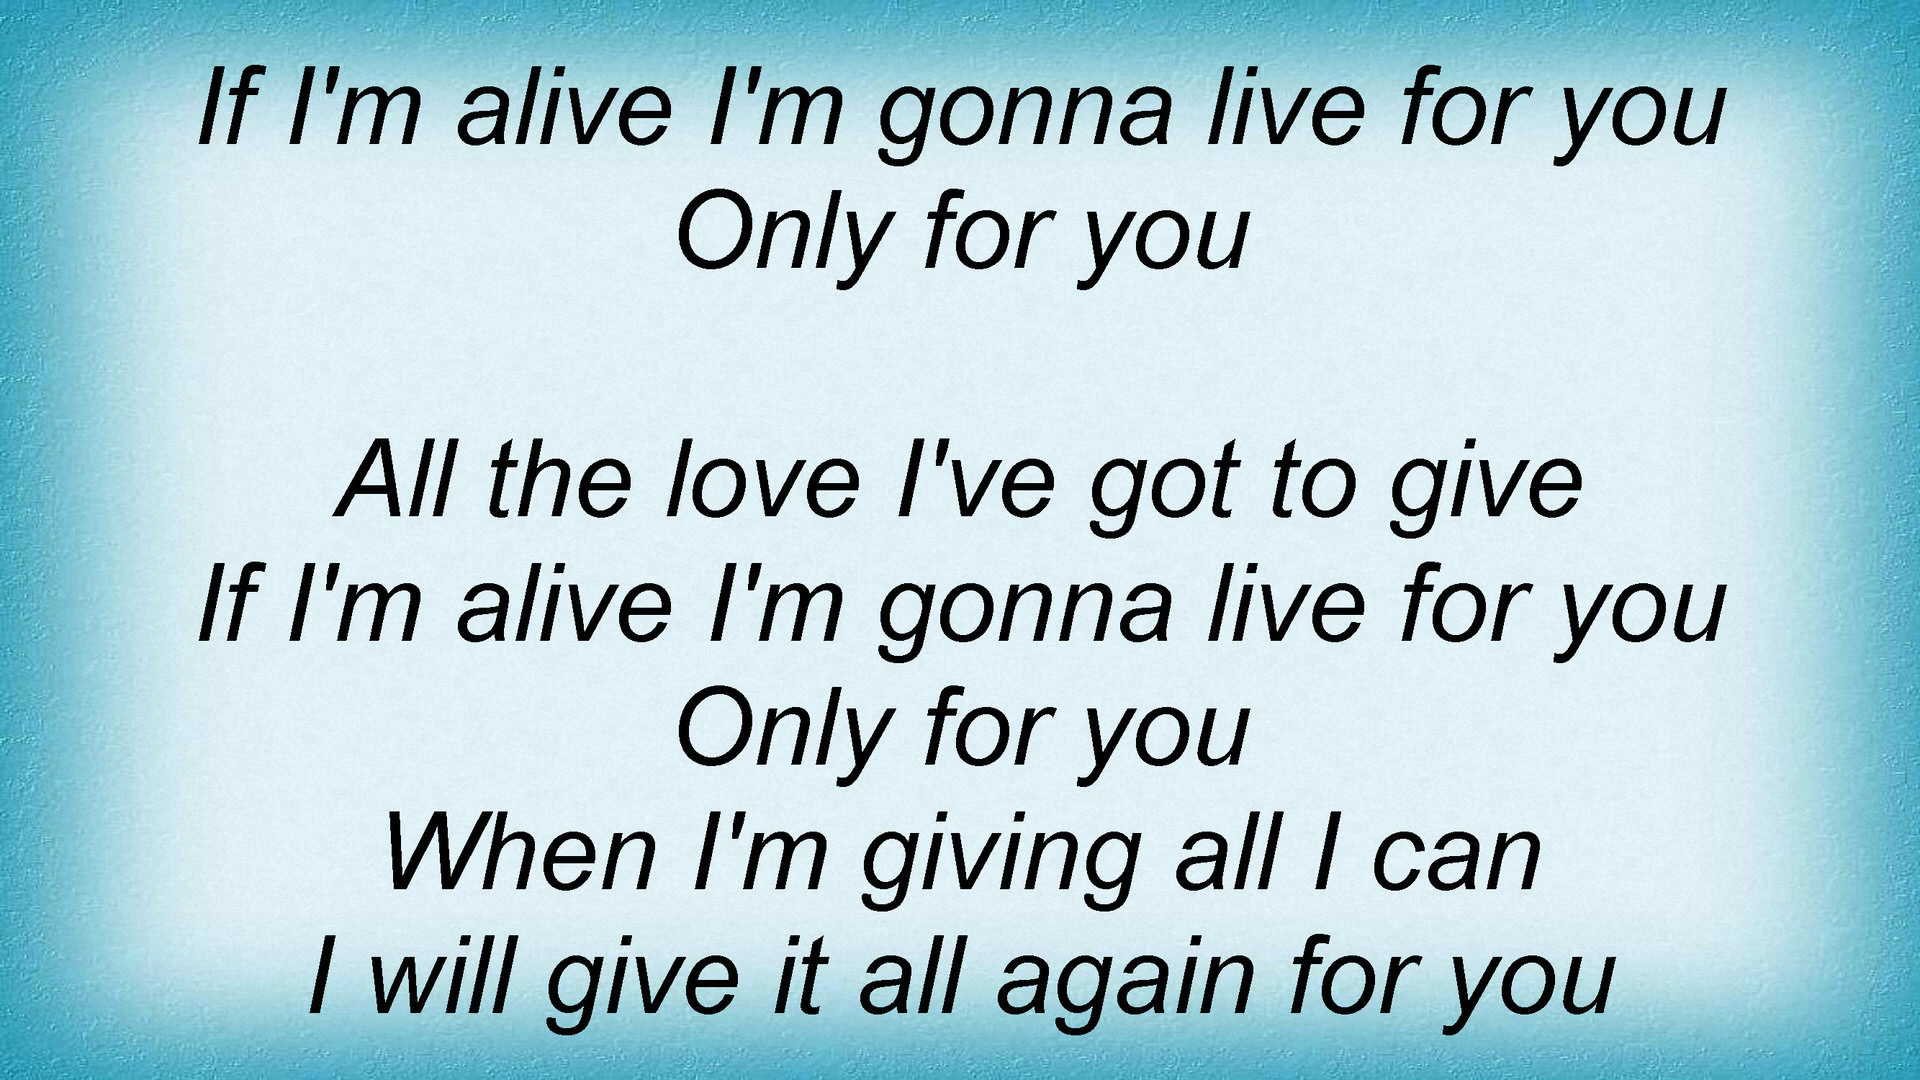 If I'm alive I'm gonna live for you
Only for you
All the love I've got to give
If I'm alive I'm gonna live for you
Only for you
When I'm giving all I can
I will give it all again for you